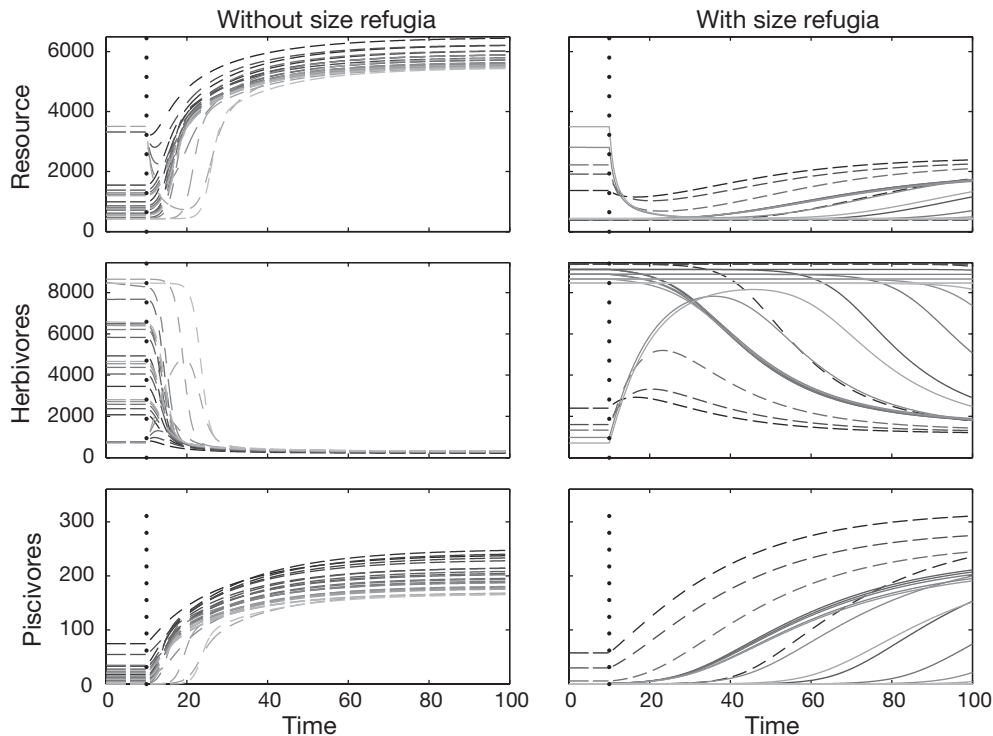 Without size refugia
With size refugia
Resource
6000
4000
2000
0
Herbivores
8000
6000
4000
2000
0
Piscivores
300
200
100
0
0 20 40 60 80 100
0 20 40 60 80 100
Time
Time